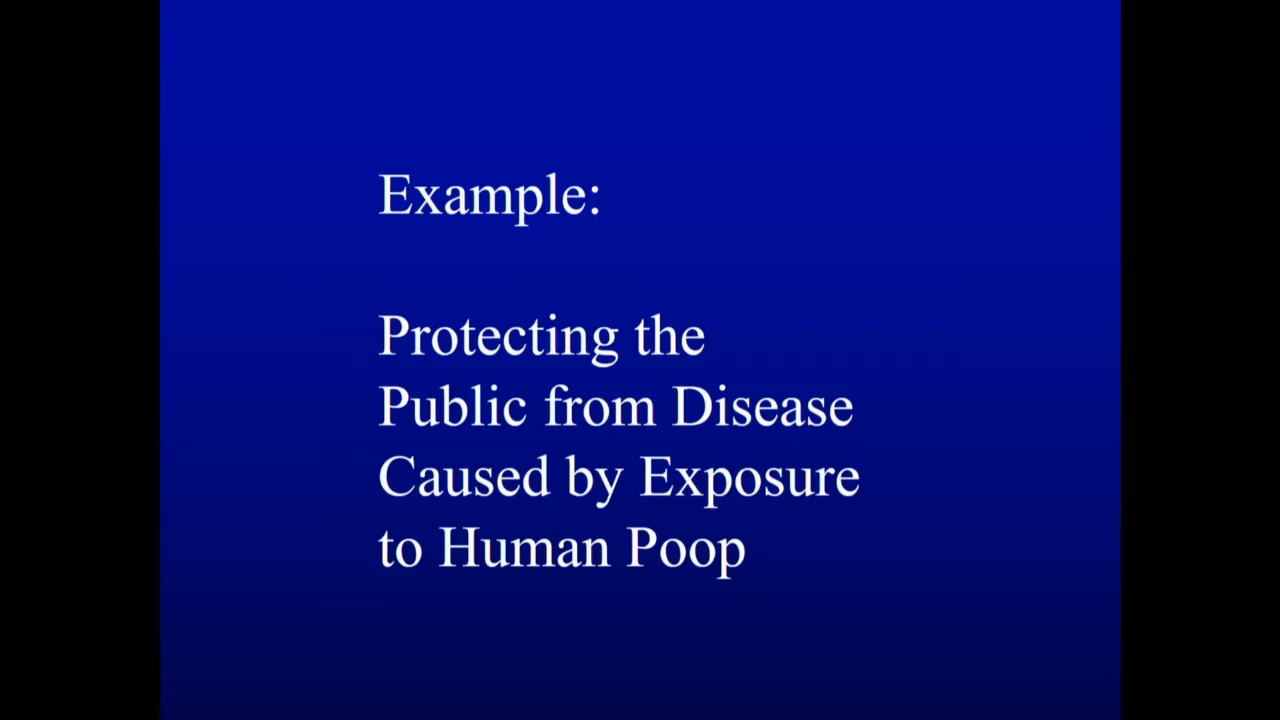 Example:
Protecting the
Public from Disease
Caused by Exposure
to Human Poop